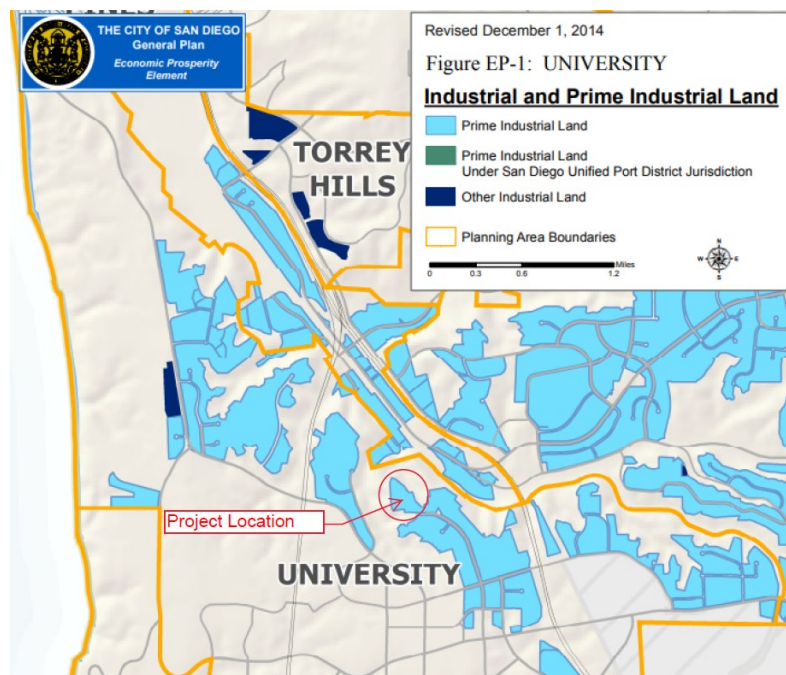 PINES
THE CITY OF SAN DIEGO
General Plan
Economic Prosperity
Element
Revised December 1, 2014
Figure EP-1: UNIVERSITY
Industrial and Prime Industrial Land
Prime Industrial Land
Prime Industrial Land
Under San Diego Unified Port District Jurisdiction
Other Industrial Land
Planning Area Boundaries
Miles
0 0.3 0.6 1.2
N
W E
S
TORREY
HILLS
Project Location
UNIVERSITY